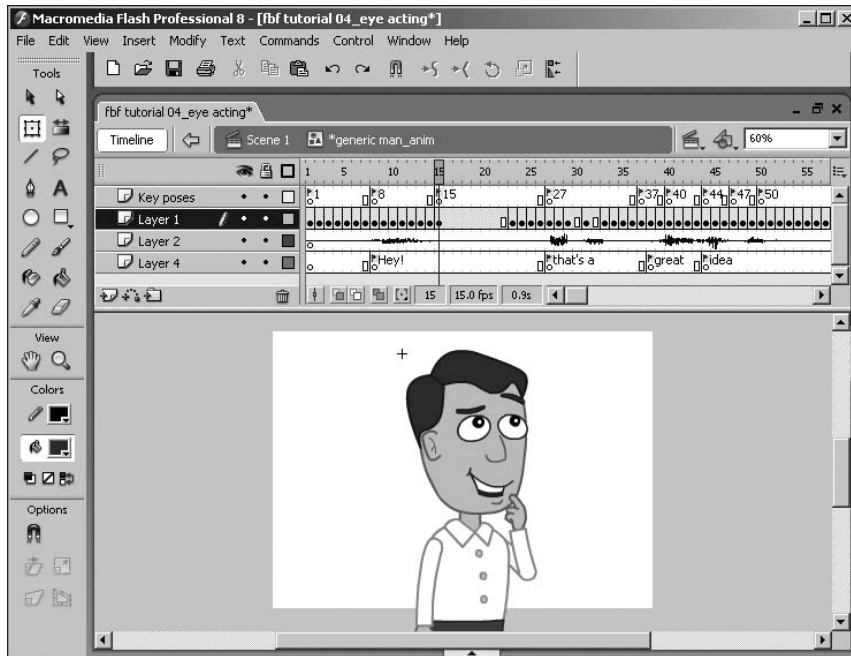 Macromedia Flash Professional 8 - [fbf tutorial 04_eye acting*]
File Edit View Insert Modify Text Commands Control Window Help
Tools
fbf tutorial 04_eye acting*
Timeline Scene 1 *generic man_anim 60%
1 5 10 15 20 25 30 35 40 45 50 55
Key poses 1 8 15 27 37 40 44 47 50
Layer 1
Layer 2
Layer 4 Hey! that's a great idea
15 15.0 fps 0.9s
View
Colors
Options